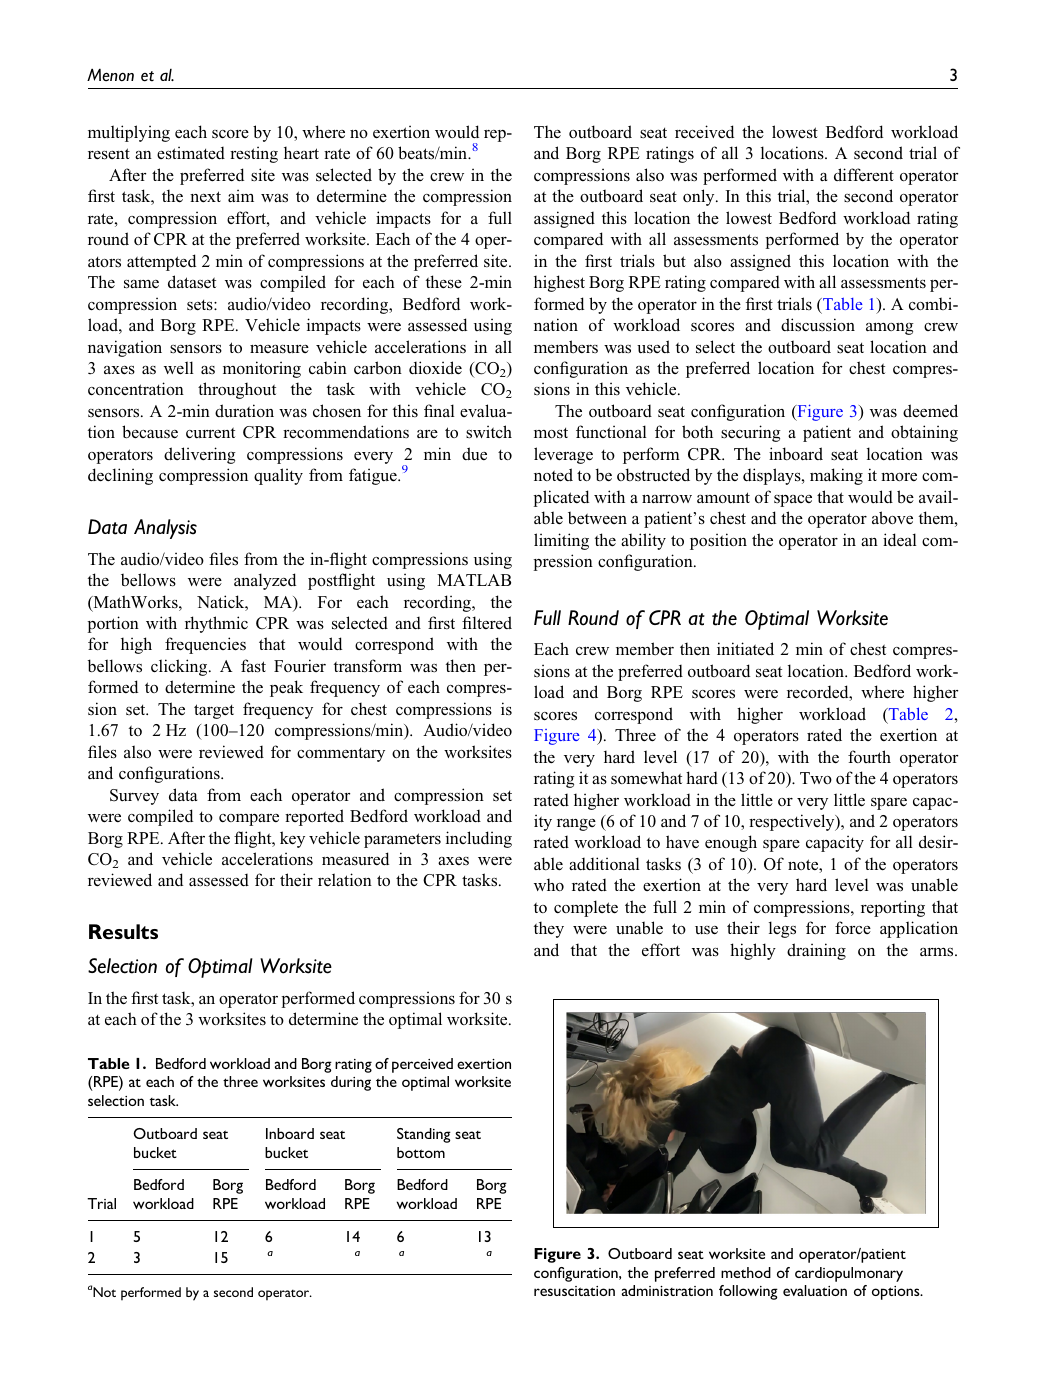 Menon et al.
3
multiplying each score by 10, where no exertion would rep-
resent an estimated resting heart rate of 60 beats/min.8
After the preferred site was selected by the crew in the
first task, the next aim was to determine the compression
rate, compression effort, and vehicle impacts for a full
round of CPR at the preferred worksite. Each of the 4 oper-
ators attempted 2 min of compressions at the preferred site.
The same dataset was compiled for each of these 2-min
compression sets: audio/video recording, Bedford work-
load, and Borg RPE. Vehicle impacts were assessed using
navigation sensors to measure vehicle accelerations in all
3 axes as well as monitoring cabin carbon dioxide (CO2)
concentration throughout the task with vehicle CO2
sensors. A 2-min duration was chosen for this final evalua-
tion because current CPR recommendations are to switch
operators delivering compressions every 2 min due to
declining compression quality from fatigue.9
Data Analysis
The audio/video files from the in-flight compressions using
the bellows were analyzed postflight using MATLAB
(MathWorks, Natick, MA). For each recording, the
portion with rhythmic CPR was selected and first filtered
for high frequencies that would correspond with the
bellows clicking. A fast Fourier transform was then per-
formed to determine the peak frequency of each compres-
sion set. The target frequency for chest compressions is
1.67 to 2 Hz (100–120 compressions/min). Audio/video
files also were reviewed for commentary on the worksites
and configurations.
Survey data from each operator and compression set
were compiled to compare reported Bedford workload and
Borg RPE. After the flight, key vehicle parameters including
CO2 and vehicle accelerations measured in 3 axes were
reviewed and assessed for their relation to the CPR tasks.
Results
Selection of Optimal Worksite
In the first task, an operator performed compressions for 30 s
at each of the 3 worksites to determine the optimal worksite.
Table 1. Bedford workload and Borg rating of perceived exertion
(RPE) at each of the three worksites during the optimal worksite
selection task.
Outboard seat Inboard seat Standing seat
bucket bucket bottom
Bedford Borg Bedford Borg Bedford Borg
Trial workload RPE workload RPE workload RPE
1 5 12 6 14 6 13
2 3 15 a a a a
aNot performed by a second operator.
The outboard seat received the lowest Bedford workload
and Borg RPE ratings of all 3 locations. A second trial of
compressions also was performed with a different operator
at the outboard seat only. In this trial, the second operator
assigned this location the lowest Bedford workload rating
compared with all assessments performed by the operator
in the first trials but also assigned this location with the
highest Borg RPE rating compared with all assessments per-
formed by the operator in the first trials (Table 1). A combi-
nation of workload scores and discussion among crew
members was used to select the outboard seat location and
configuration as the preferred location for chest compres-
sions in this vehicle.
The outboard seat configuration (Figure 3) was deemed
most functional for both securing a patient and obtaining
leverage to perform CPR. The inboard seat location was
noted to be obstructed by the displays, making it more com-
plicated with a narrow amount of space that would be avail-
able between a patient's chest and the operator above them,
limiting the ability to position the operator in an ideal com-
pression configuration.
Full Round of CPR at the Optimal Worksite
Each crew member then initiated 2 min of chest compres-
sions at the preferred outboard seat location. Bedford work-
load and Borg RPE scores were recorded, where higher
scores correspond with higher workload (Table 2,
Figure 4). Three of the 4 operators rated the exertion at
the very hard level (17 of 20), with the fourth operator
rating it as somewhat hard (13 of 20). Two of the 4 operators
rated higher workload in the little or very little spare capac-
ity range (6 of 10 and 7 of 10, respectively), and 2 operators
rated workload to have enough spare capacity for all desir-
able additional tasks (3 of 10). Of note, 1 of the operators
who rated the exertion at the very hard level was unable
to complete the full 2 min of compressions, reporting that
they were unable to use their legs for force application
and that the effort was highly draining on the arms.
Figure 3. Outboard seat worksite and operator/patient
configuration, the preferred method of cardiopulmonary
resuscitation administration following evaluation of options.